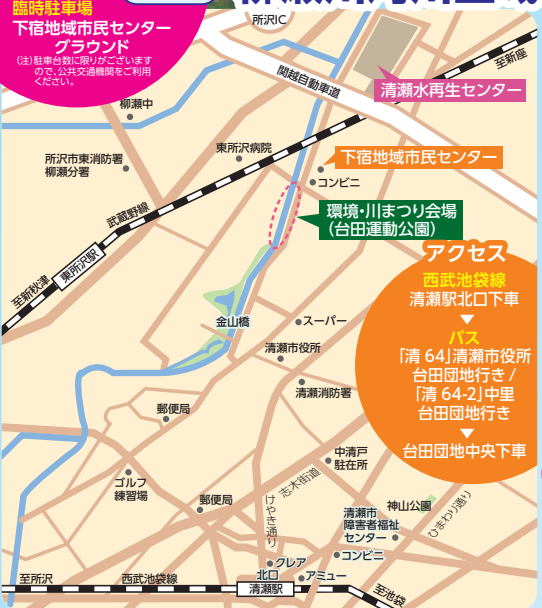 臨時駐車場
下宿地域市民センター
グラウンド
(注)駐車台数に限りがございます
ので、公共交通機関をご利用
ください。
所沢IC
関越自動車道
至新座
清瀬水再生センター
柳瀬中
所沢市東消防署
柳瀬分署
東所沢病院
下宿地域市民センター
コンビニ
武蔵野線
環境・川まつり会場
(台田運動公園)
東所沢駅
至新秋津
アクセス
西武池袋線
清瀬駅北口下車
▼
バス
「清64」清瀬市役所
台田団地行き/
「清64-2」中里
台田団地行き
▼
台田団地中央下車
金山橋
スーパー
清瀬市役所
清瀬消防署
郵便局
中清戸
駐在所
ゴルフ
練習場
志木街道
郵便局
けやき通り
神山公園
ひまわり通り
清瀬市
障害者福祉
センター
コンビニ
クレア
北口
アミュー
至所沢
西武池袋線
清瀬駅
至池袋